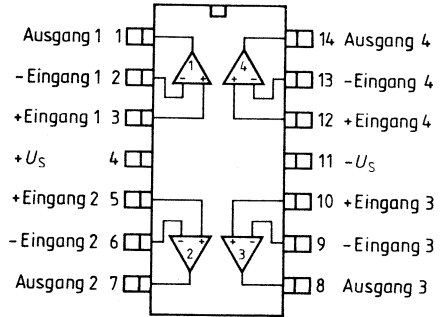 Ausgang 1 1 14 Ausgang 4
-Eingang 1 2 13 -Eingang 4
+Eingang 1 3 12 +Eingang 4
+US 4 11 -US
+Eingang 2 5 10 +Eingang 3
-Eingang 2 6 9 -Eingang 3
Ausgang 2 7 8 Ausgang 3
1 4
- + + -
- + + -
2 3